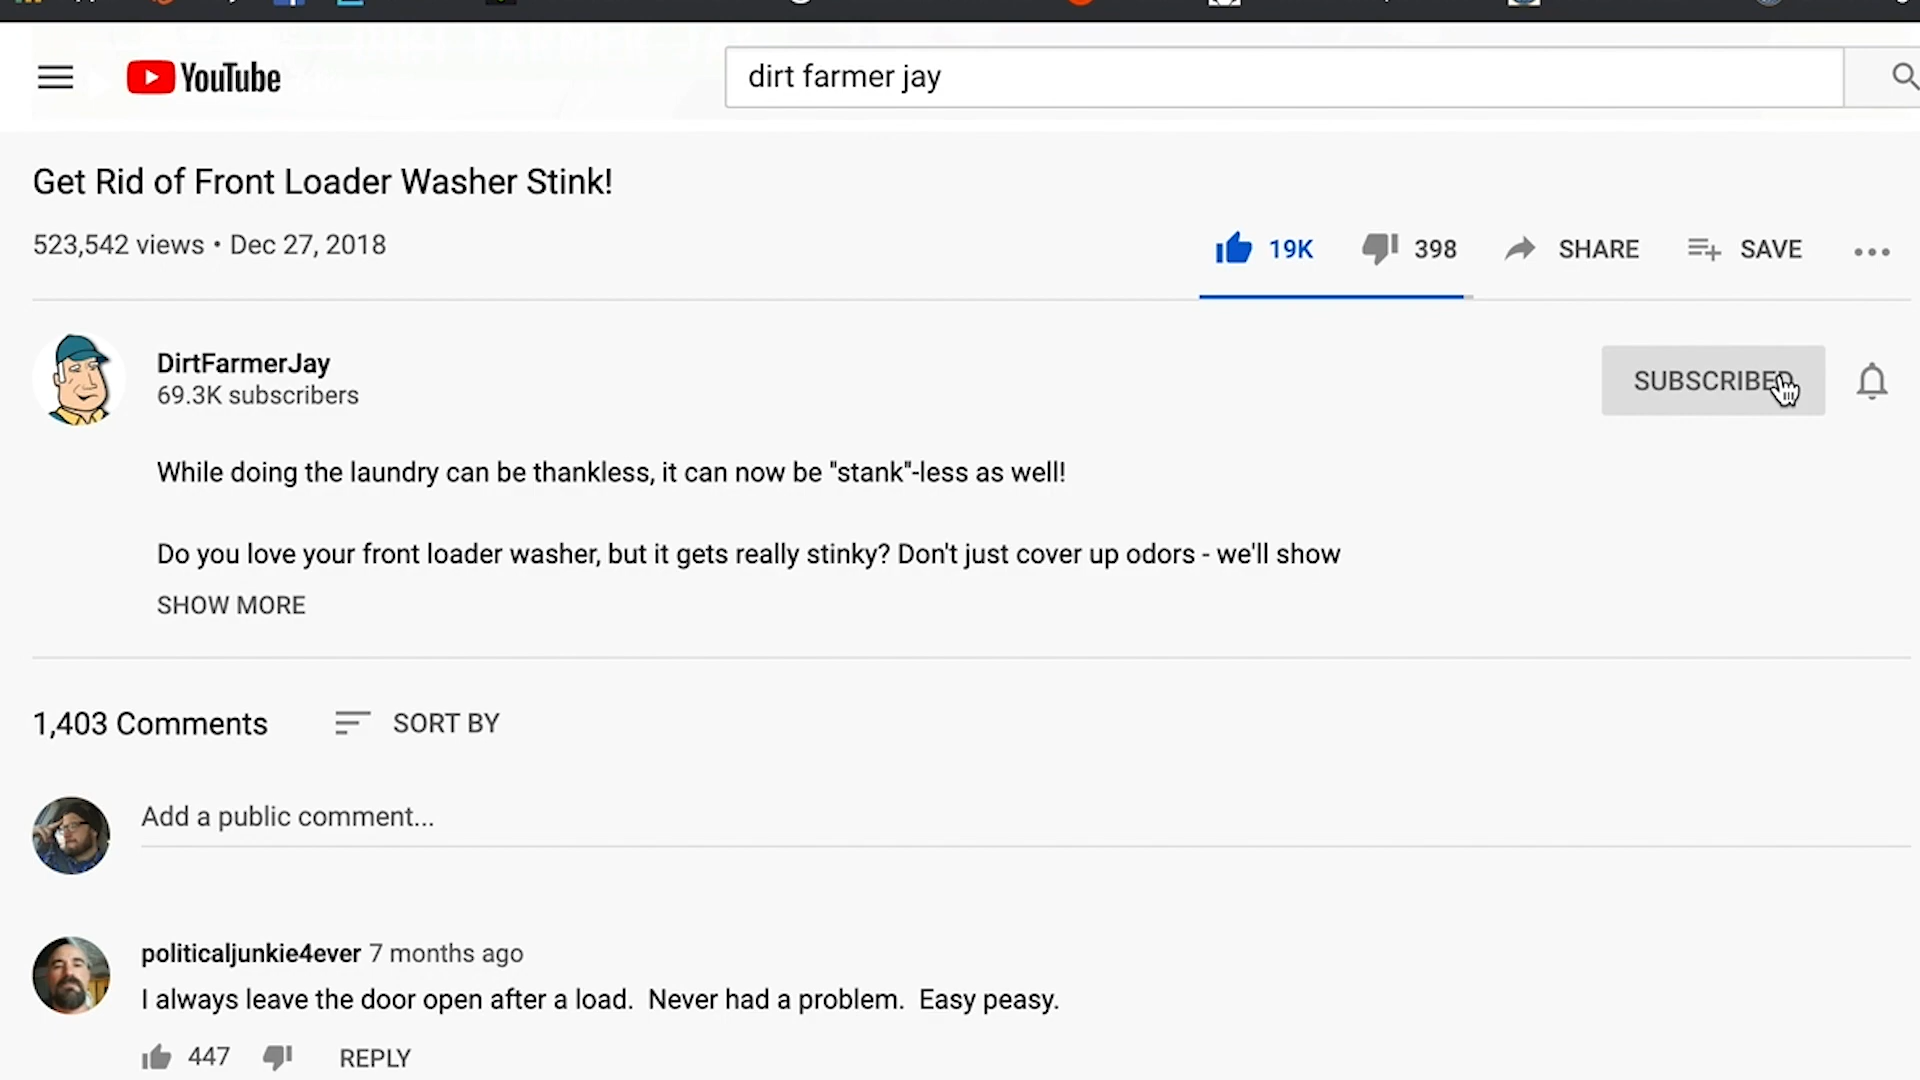 YouTube
dirt farmer jay
Get Rid of Front Loader Washer Stink!
523,542 views • Dec 27, 2018
19K
398
SHARE
SAVE
DirtFarmerJay
69.3K subscribers
SUBSCRIBED
While doing the laundry can be thankless, it can now be "stank"-less as well!
Do you love your front loader washer, but it gets really stinky? Don't just cover up odors - we'll show
SHOW MORE
1,403 Comments
SORT BY
Add a public comment...
politicaljunkie4ever 7 months ago
I always leave the door open after a load.  Never had a problem.  Easy peasy.
447
REPLY